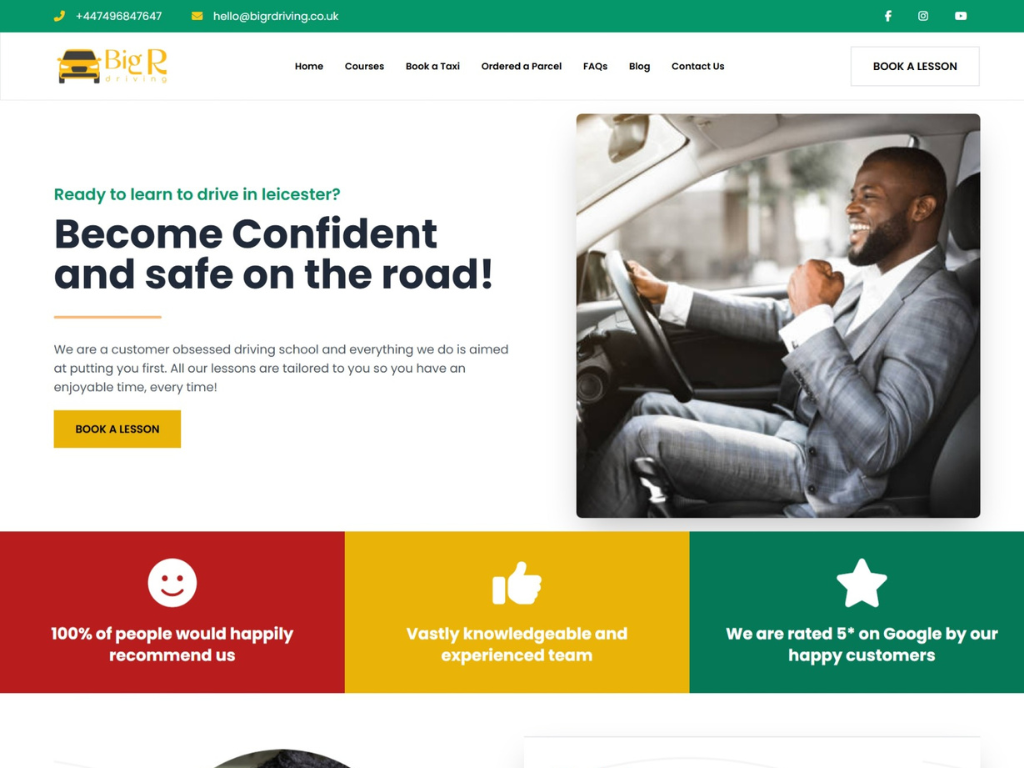 +447496847647
hello@bigrdriving.co.uk
Big R
driving
Home
Courses
Book a Taxi
Ordered a Parcel
FAQs
Blog
Contact Us
BOOK A LESSON
Ready to learn to drive in leicester?
Become Confident
and safe on the road!
We are a customer obsessed driving school and everything we do is aimed
at putting you first. All our lessons are tailored to you so you have an
enjoyable time, every time!
BOOK A LESSON
100% of people would happily
recommend us
Vastly knowledgeable and
experienced team
We are rated 5* on Google by our
happy customers